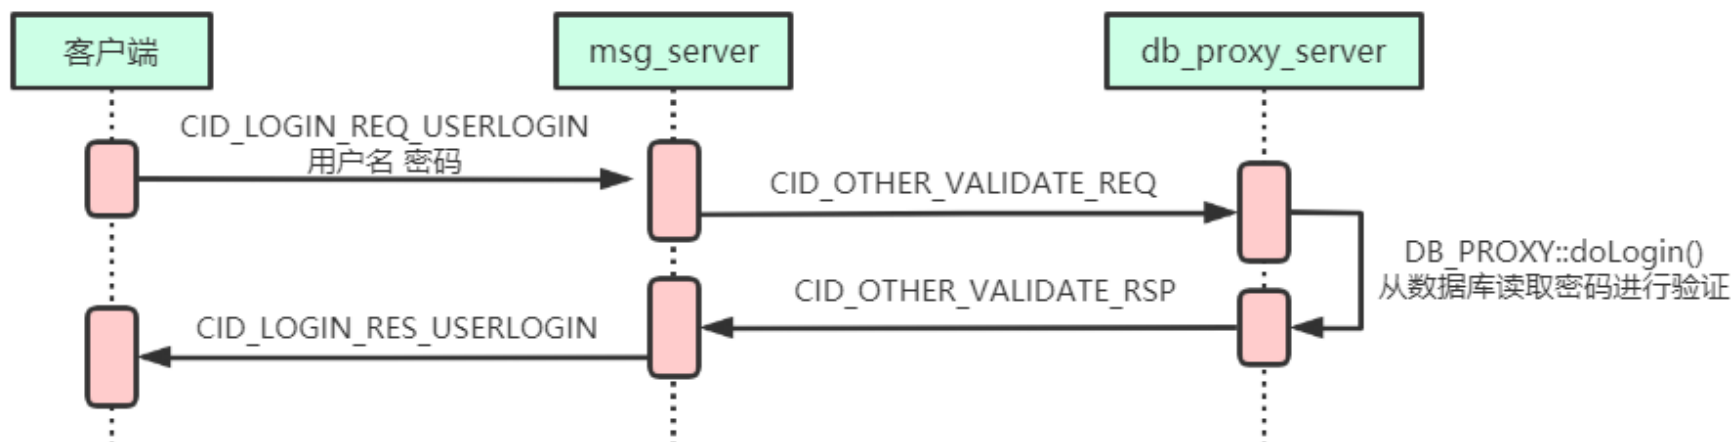 客户端
msg_server
db_proxy_server
CID_LOGIN_REQ_USERLOGIN
用户名 密码
CID_OTHER_VALIDATE_REQ
DB_PROXY::doLogin()
从数据库读取密码进行验证
CID_OTHER_VALIDATE_RSP
CID_LOGIN_RES_USERLOGIN